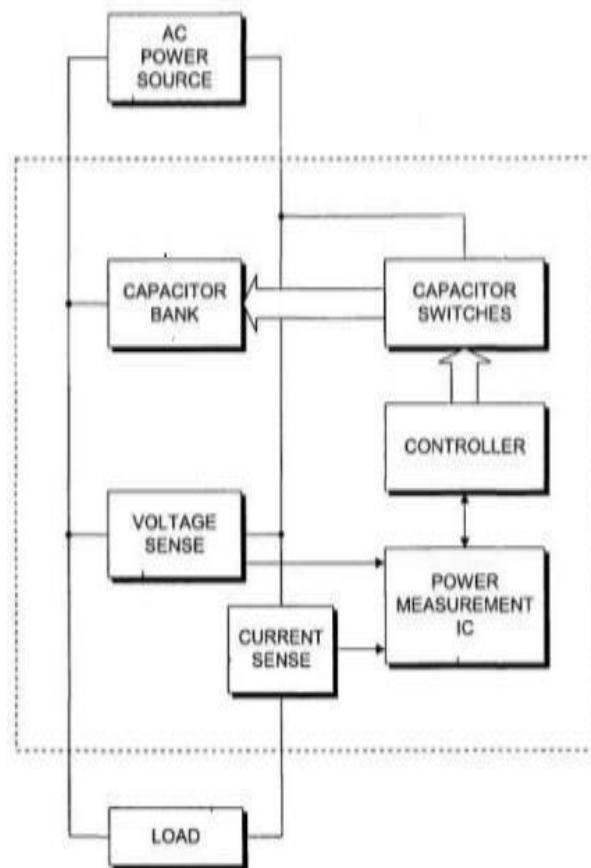 AC
POWER
SOURCE
CAPACITOR
BANK
CAPACITOR
SWITCHES
CONTROLLER
VOLTAGE
SENSE
POWER
MEASUREMENT
IC
CURRENT
SENSE
LOAD